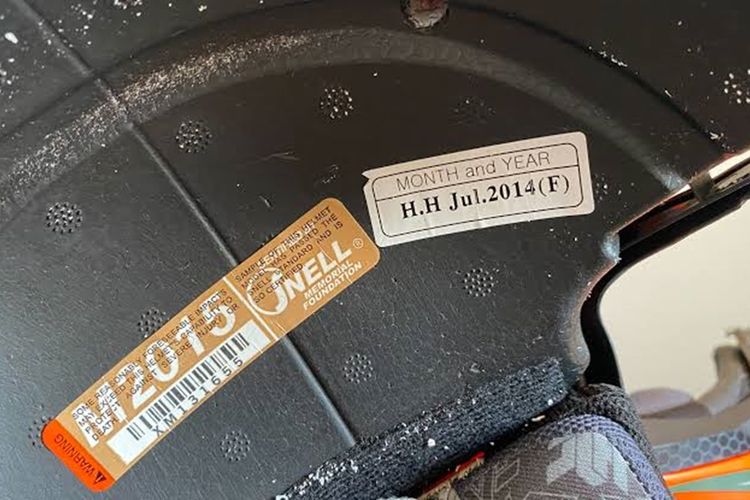 MONTH and YEAR
H.H Jul.2014(F)
SAMPLE OF THIS HELMET
MODEL HAS PASSED THE
SNELL STANDARD AND IS
SO CERTIFIED.
SNELL®
MEMORIAL
FOUNDATION
SOME REASONABLY FORESEEABLE IMPACTS
MAY EXCEED THIS HELMET'S CAPABILITY TO
PROTECT AGAINST SEVERE INJURY OR
DEATH
2015
XM131655
WARNING